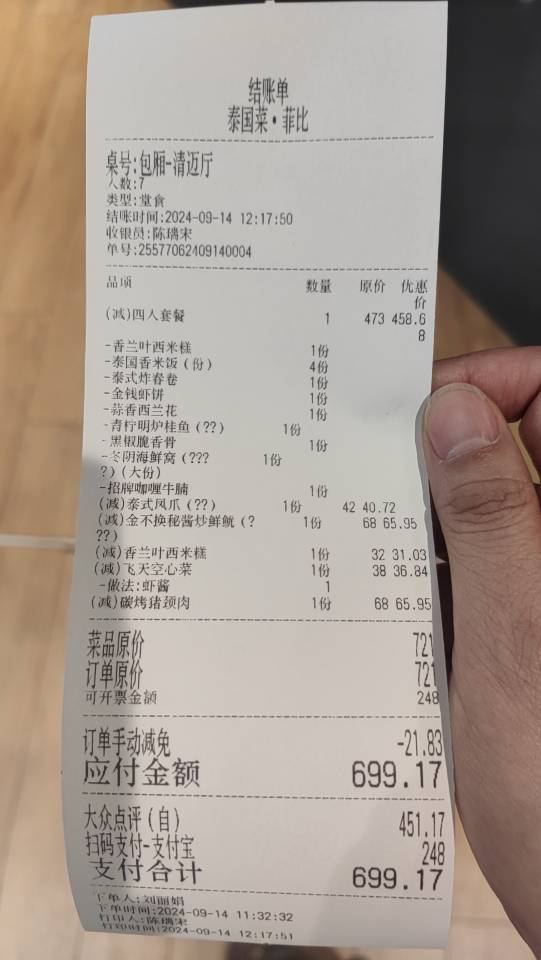 结账单
泰国菜·菲比
桌号:包厢-清迈厅
人数:7
类型:堂食
结账时间:2024-09-14 12:17:50
收银员:陈瑞宋
单号:25577062409140004
品项 数量 原价 优惠
价
(减)四人套餐 1 473 458.6
8
-香兰叶西米糕 1份
-泰国香米饭(份) 4份
-泰式炸春卷 1份
-金钱虾饼 1份
-蒜香西兰花 1份
-青柠明炉桂鱼(??) 1份
-黑椒脆香骨 1份
-冬阴海鲜窝(??? 1份
?)(大份)
-招牌咖喱牛腩 1份
(减)泰式凤爪(??) 1份 42 40.72
(减)金不换秘酱炒鲜鱿(? 1份 68 65.95
??)
(减)香兰叶西米糕 1份 32 31.03
(减)飞天空心菜 1份 38 36.84
-做法:虾酱 1
(减)碳烤猪颈肉 1份 68 65.95
菜品原价 721
订单原价 721
可开票金额 248
订单手动减免 -21.83
应付金额 699.17
大众点评(自) 451.17
扫码支付-支付宝 248
支付合计 699.17
下单人:刘丽娟
下单时间:2024-09-14 11:32:32
打印人:陈瑞宋
打印时间:2024-09-14 12:17:51